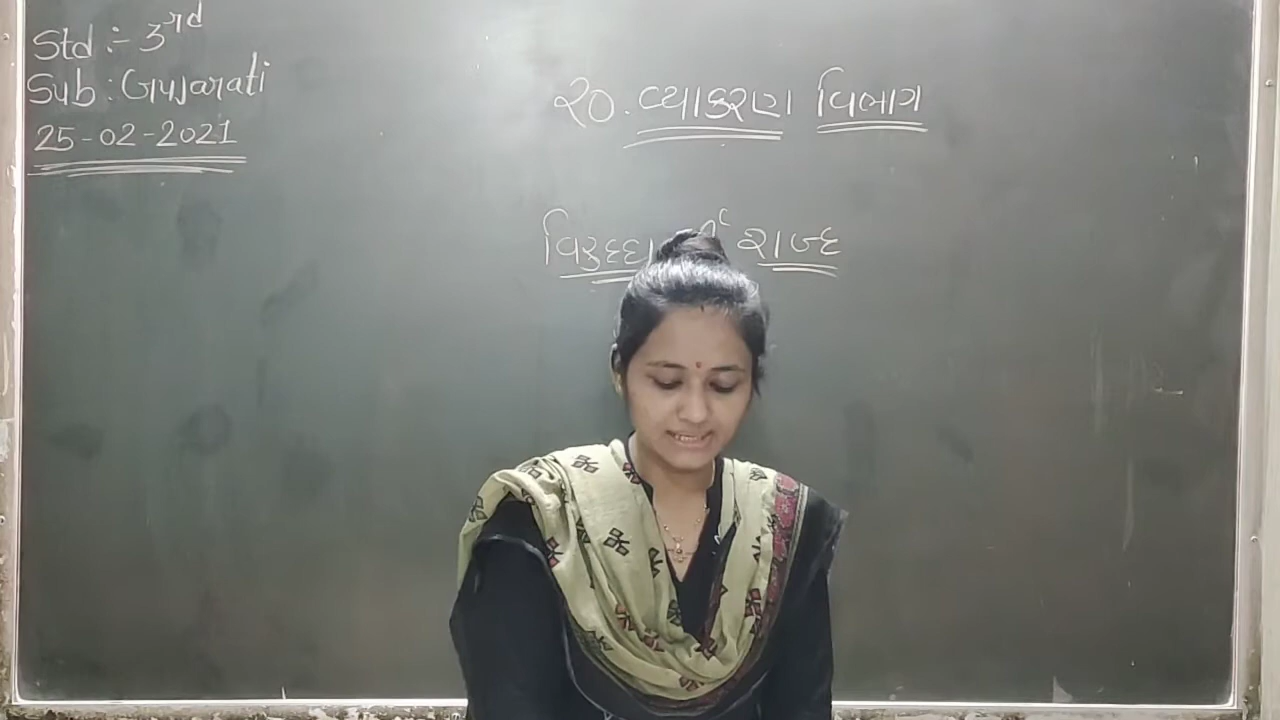 Std :- 3rd
Sub : Gujarati
25-02-2021
૨૦. વ્યાકરણ વિભાગ
શબ્દ